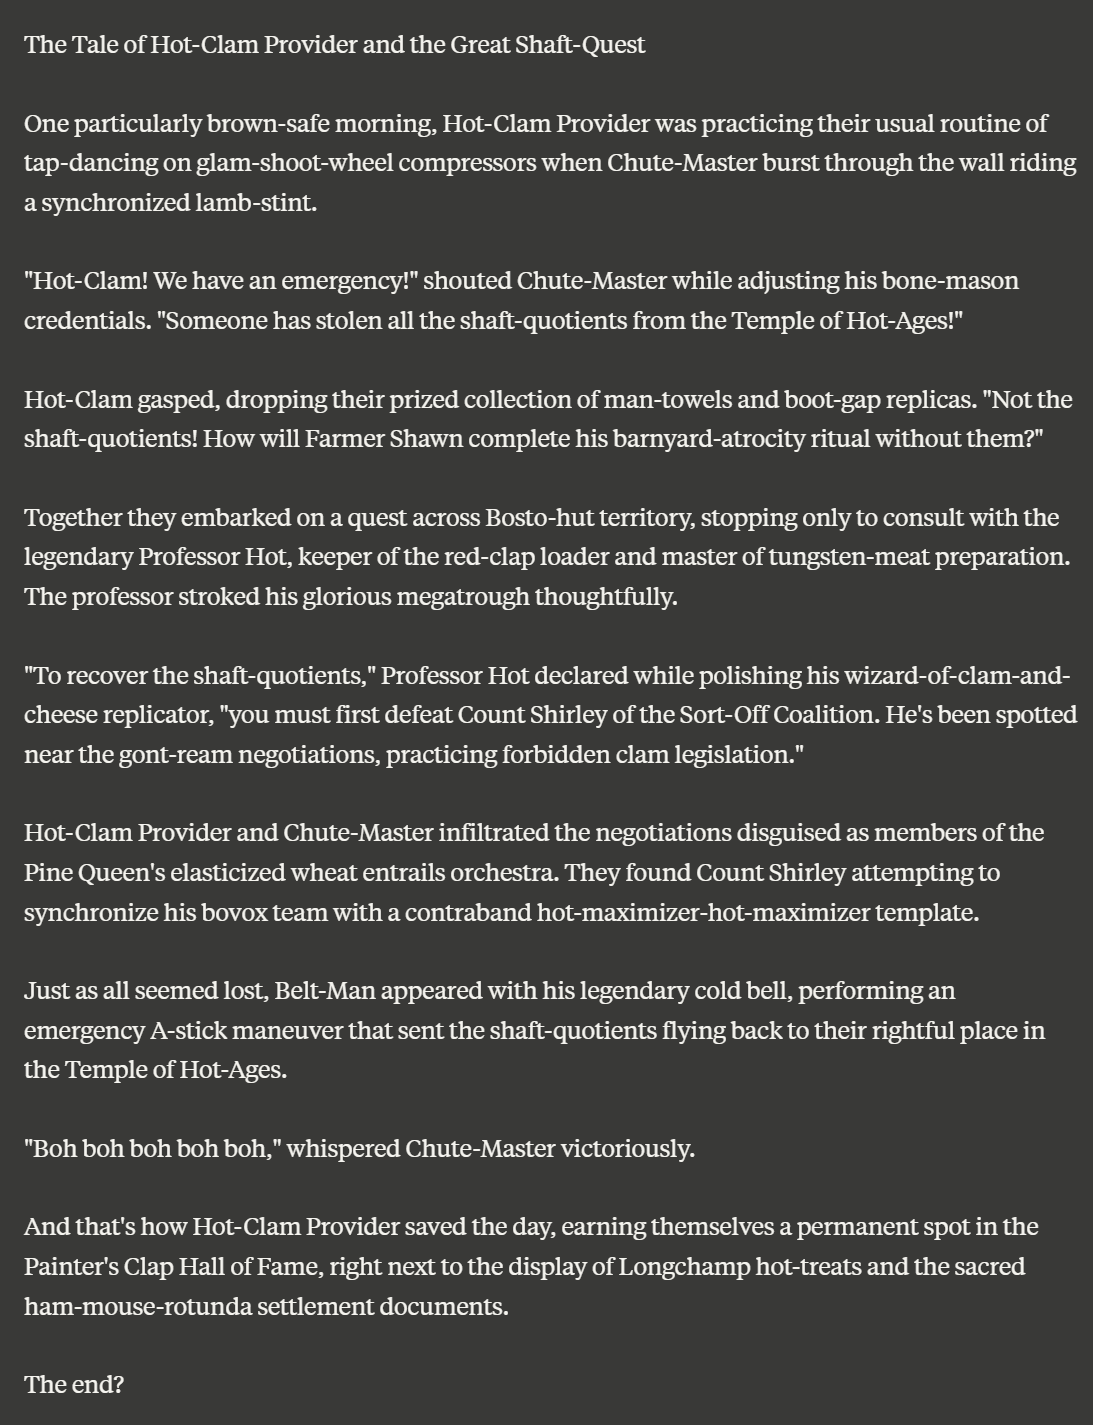 The Tale of Hot-Clam Provider and the Great Shaft-Quest
One particularly brown-safe morning, Hot-Clam Provider was practicing their usual routine of
tap-dancing on glam-shoot-wheel compressors when Chute-Master burst through the wall riding
a synchronized lamb-stint.
"Hot-Clam! We have an emergency!" shouted Chute-Master while adjusting his bone-mason
credentials. "Someone has stolen all the shaft-quotients from the Temple of Hot-Ages!"
Hot-Clam gasped, dropping their prized collection of man-towels and boot-gap replicas. "Not the
shaft-quotients! How will Farmer Shawn complete his barnyard-atrocity ritual without them?"
Together they embarked on a quest across Bosto-hut territory, stopping only to consult with the
legendary Professor Hot, keeper of the red-clap loader and master of tungsten-meat preparation.
The professor stroked his glorious megatrough thoughtfully.
"To recover the shaft-quotients," Professor Hot declared while polishing his wizard-of-clam-and-
cheese replicator, "you must first defeat Count Shirley of the Sort-Off Coalition. He's been spotted
near the gont-ream negotiations, practicing forbidden clam legislation."
Hot-Clam Provider and Chute-Master infiltrated the negotiations disguised as members of the
Pine Queen's elasticized wheat entrails orchestra. They found Count Shirley attempting to
synchronize his bovox team with a contraband hot-maximizer-hot-maximizer template.
Just as all seemed lost, Belt-Man appeared with his legendary cold bell, performing an
emergency A-stick maneuver that sent the shaft-quotients flying back to their rightful place in
the Temple of Hot-Ages.
"Boh boh boh boh boh," whispered Chute-Master victoriously.
And that's how Hot-Clam Provider saved the day, earning themselves a permanent spot in the
Painter's Clap Hall of Fame, right next to the display of Longchamp hot-treats and the sacred
ham-mouse-rotunda settlement documents.
The end?